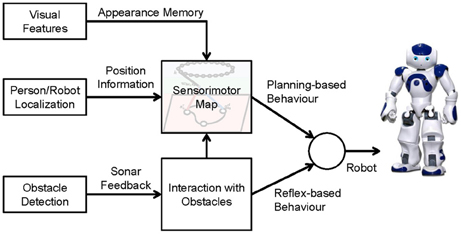 Visual
Features
Appearance Memory
Person/Robot
Localization
Position
Information
Sensorimotor
Map
Planning-based
Behaviour
Robot
Obstacle
Detection
Sonar
Feedback
Interaction with
Obstacles
Reflex-based
Behaviour